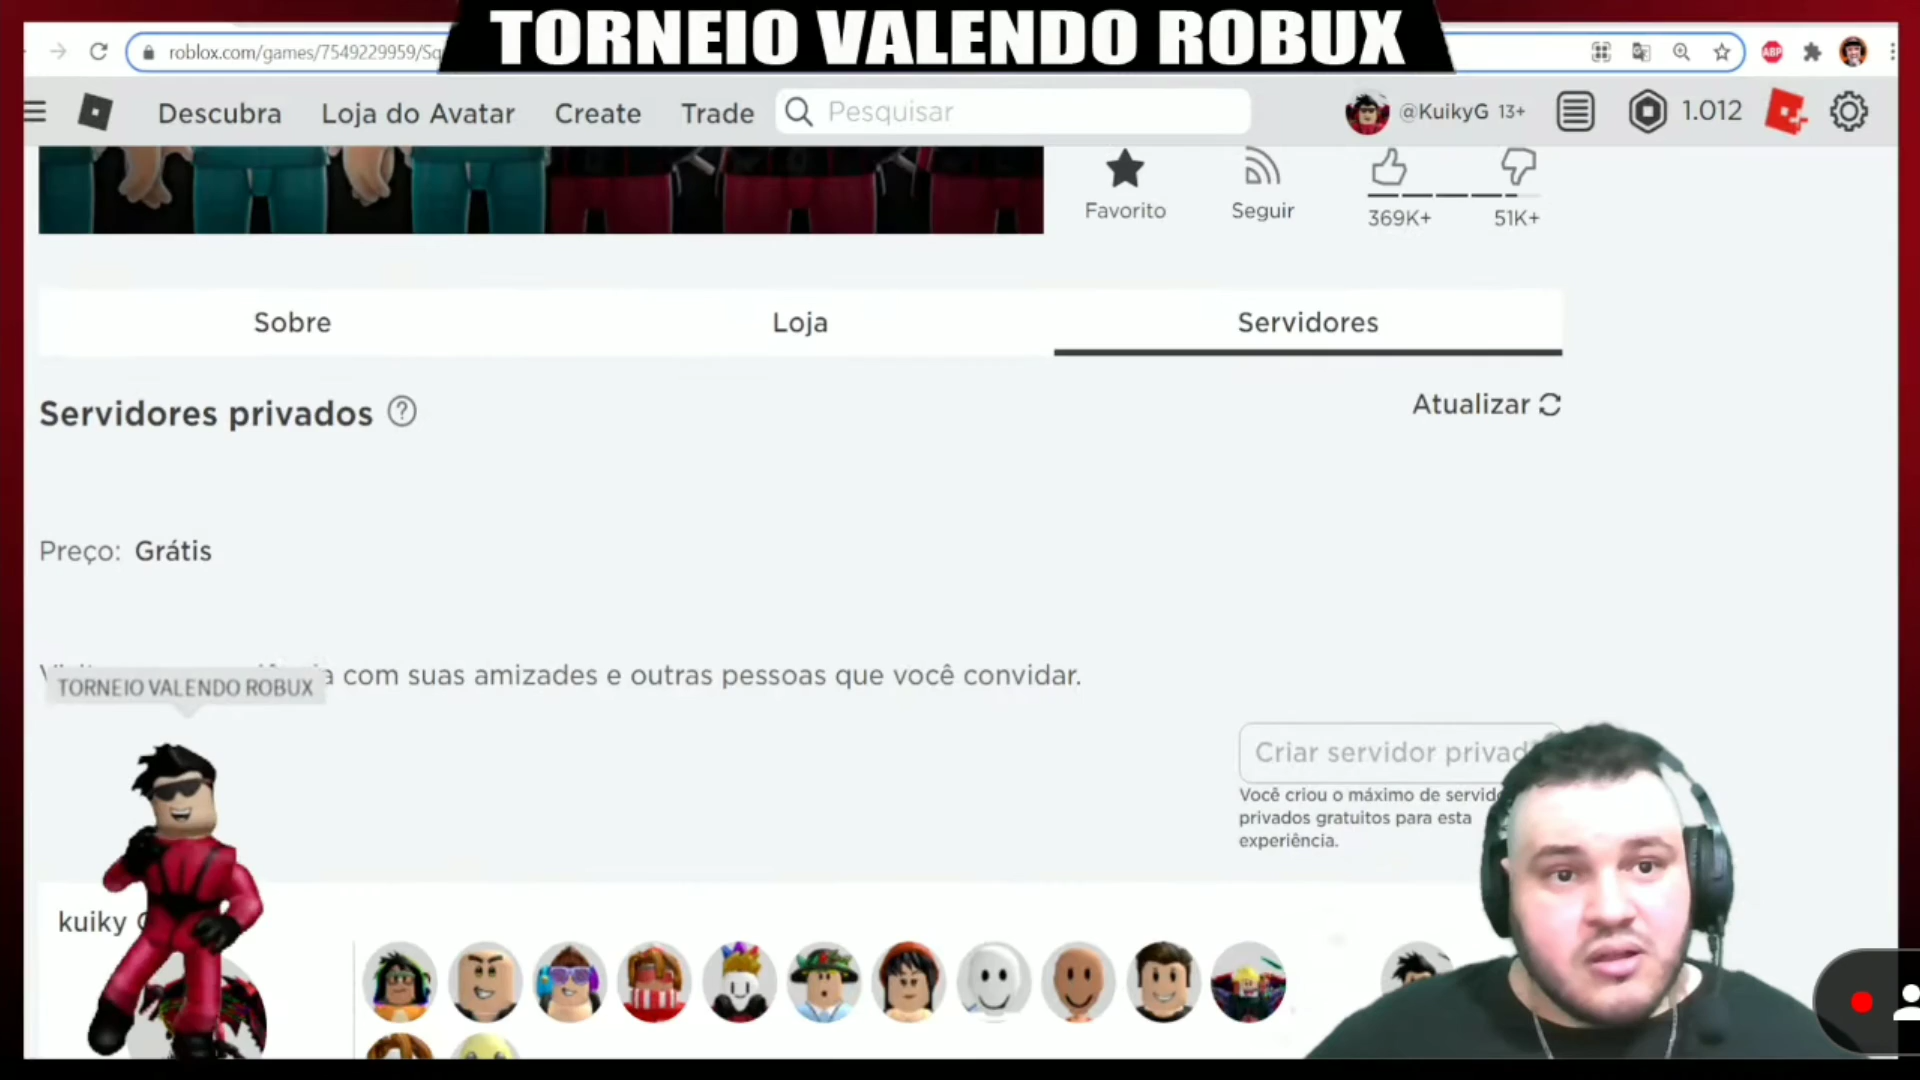 TORNEIO VALENDO ROBUX
roblox.com/games/7549229959/Sq
ABP
Descubra Loja do Avatar Create Trade Pesquisar @KuikyG 13+ 1.012
Favorito Seguir 369K+ 51K+
Sobre Loja Servidores
Servidores privados ? Atualizar
Preço: Grátis
com suas amizades e outras pessoas que você convidar.
TORNEIO VALENDO ROBUX
Criar servidor privad
Você criou o máximo de servid
privados gratuitos para esta
experiência.
kuiky